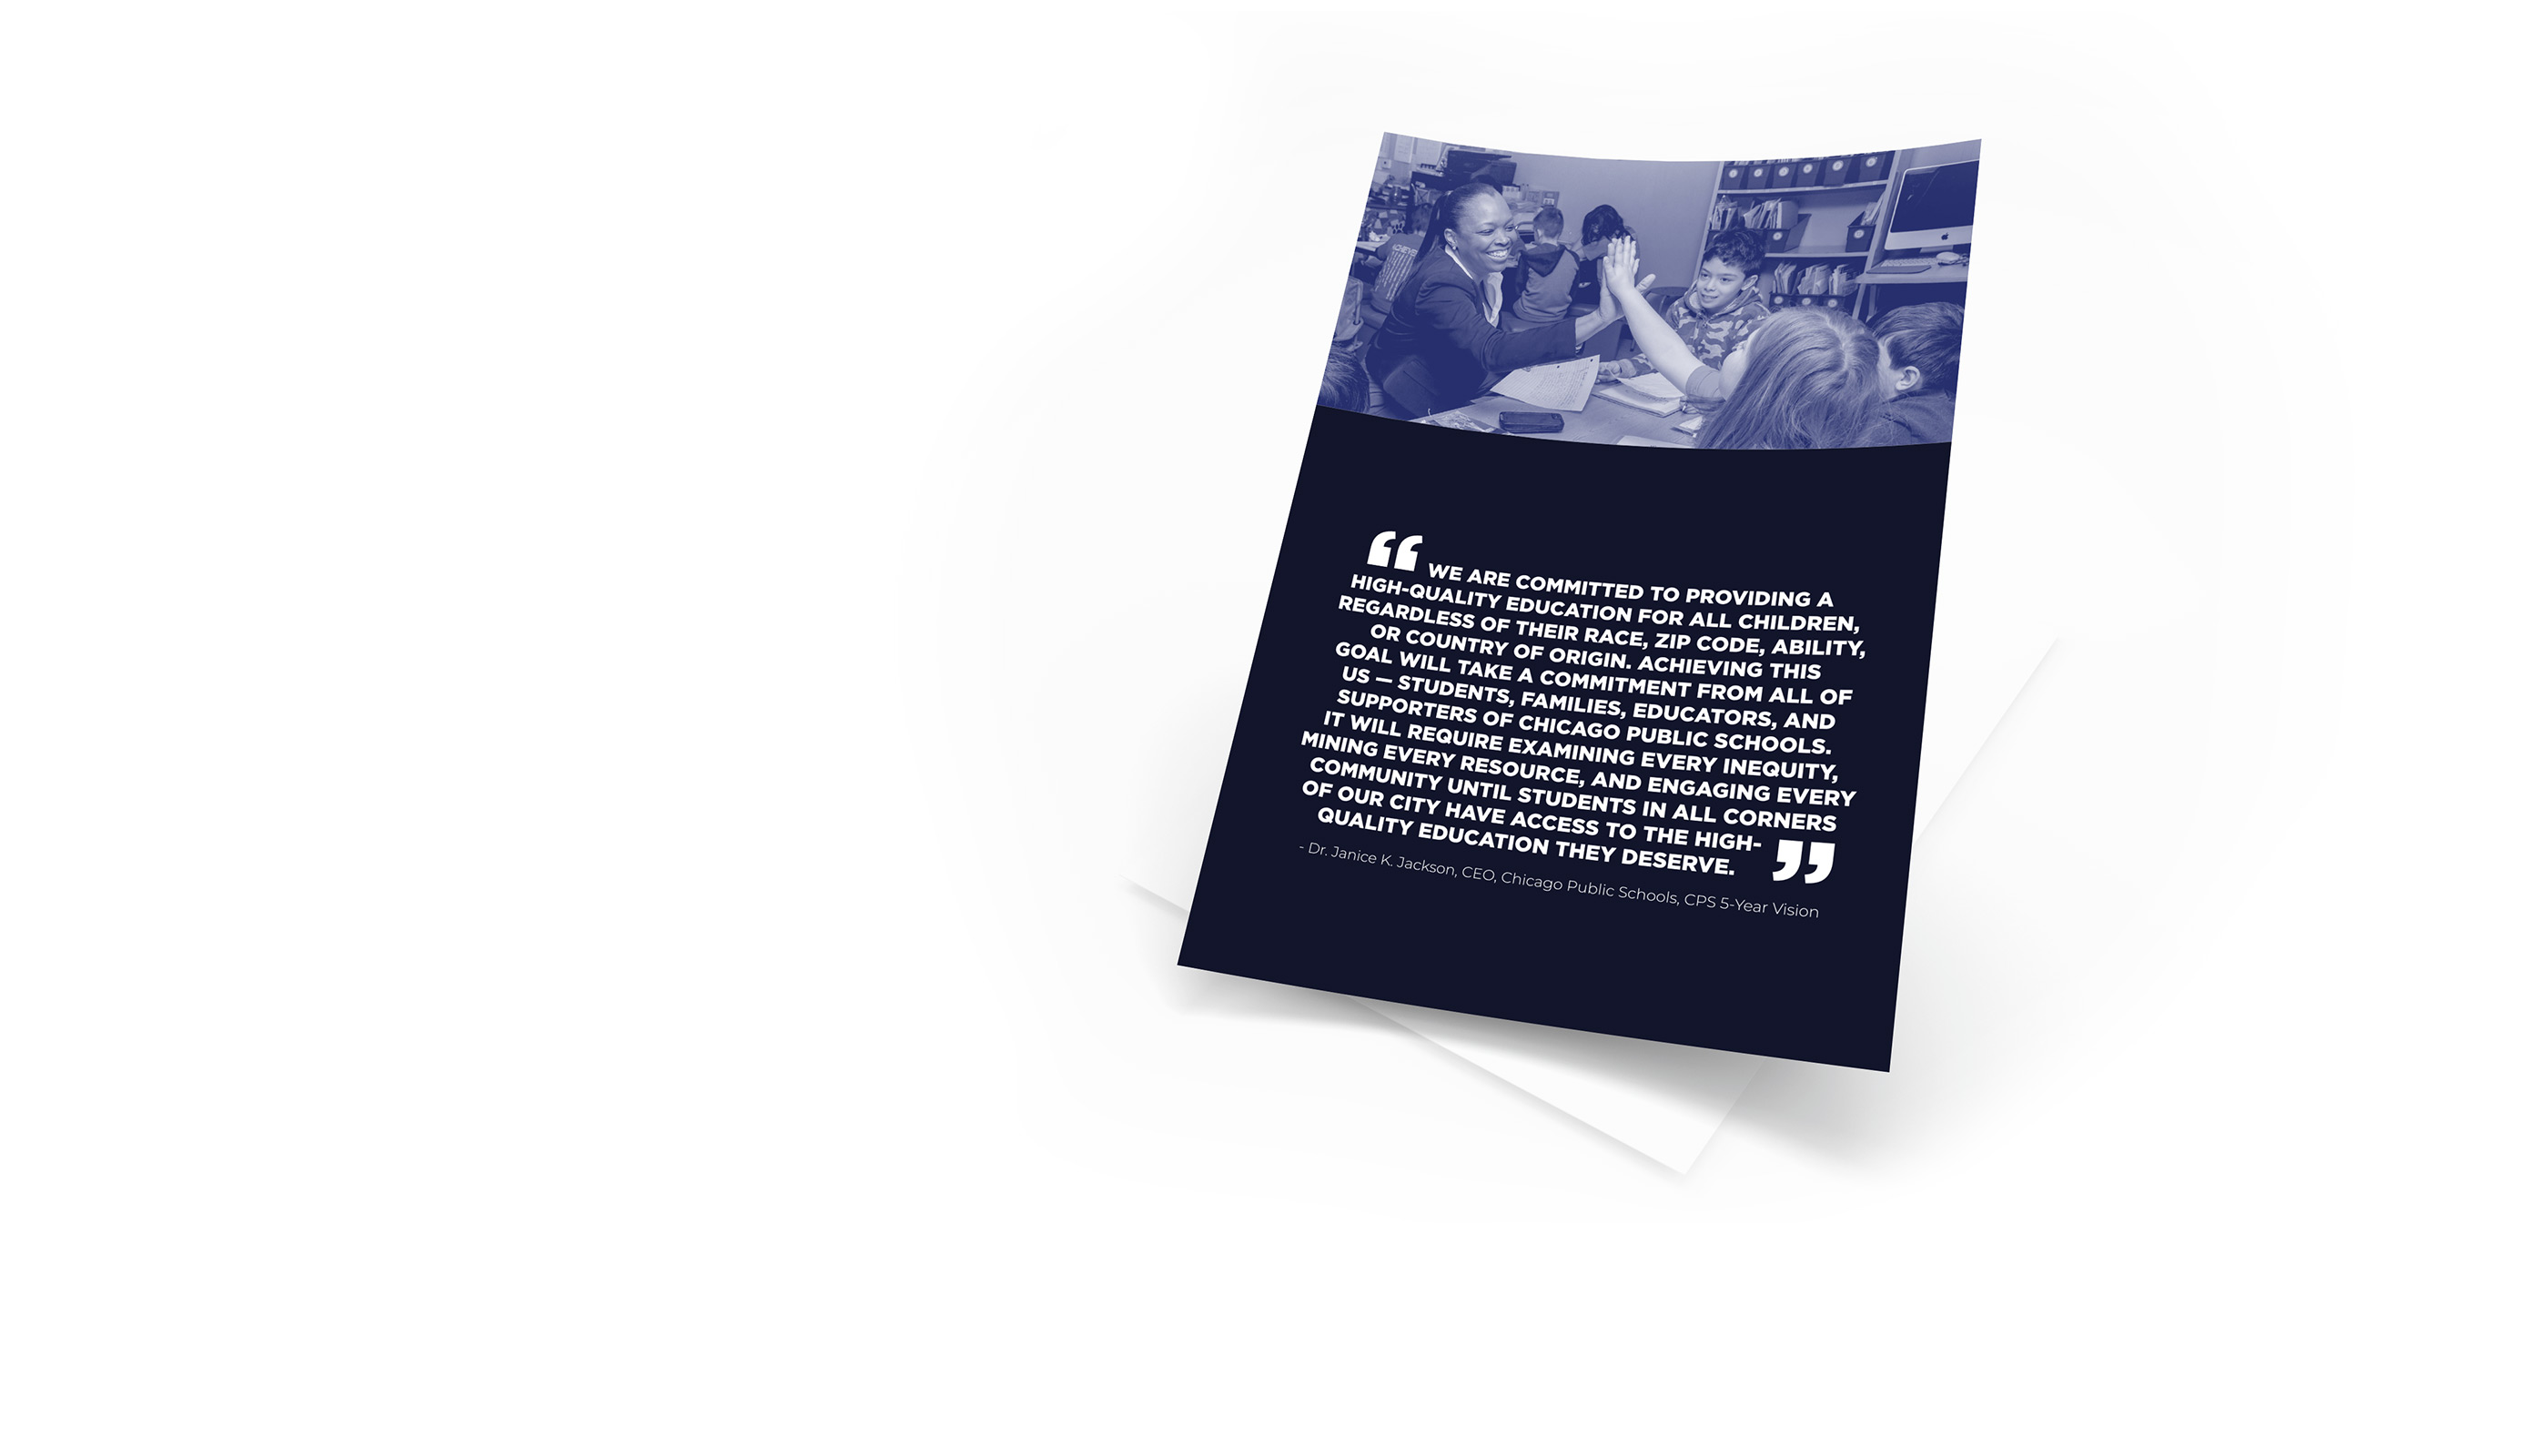 ACHIEVE
“ WE ARE COMMITTED TO PROVIDING A
HIGH-QUALITY EDUCATION FOR ALL CHILDREN,
REGARDLESS OF THEIR RACE, ZIP CODE, ABILITY,
OR COUNTRY OF ORIGIN. ACHIEVING THIS
GOAL WILL TAKE A COMMITMENT FROM ALL OF
US — STUDENTS, FAMILIES, EDUCATORS, AND
SUPPORTERS OF CHICAGO PUBLIC SCHOOLS.
IT WILL REQUIRE EXAMINING EVERY INEQUITY,
MINING EVERY RESOURCE, AND ENGAGING EVERY
COMMUNITY UNTIL STUDENTS IN ALL CORNERS
OF OUR CITY HAVE ACCESS TO THE HIGH-
QUALITY EDUCATION THEY DESERVE. ”
- Dr. Janice K. Jackson, CEO, Chicago Public Schools, CPS 5-Year Vision